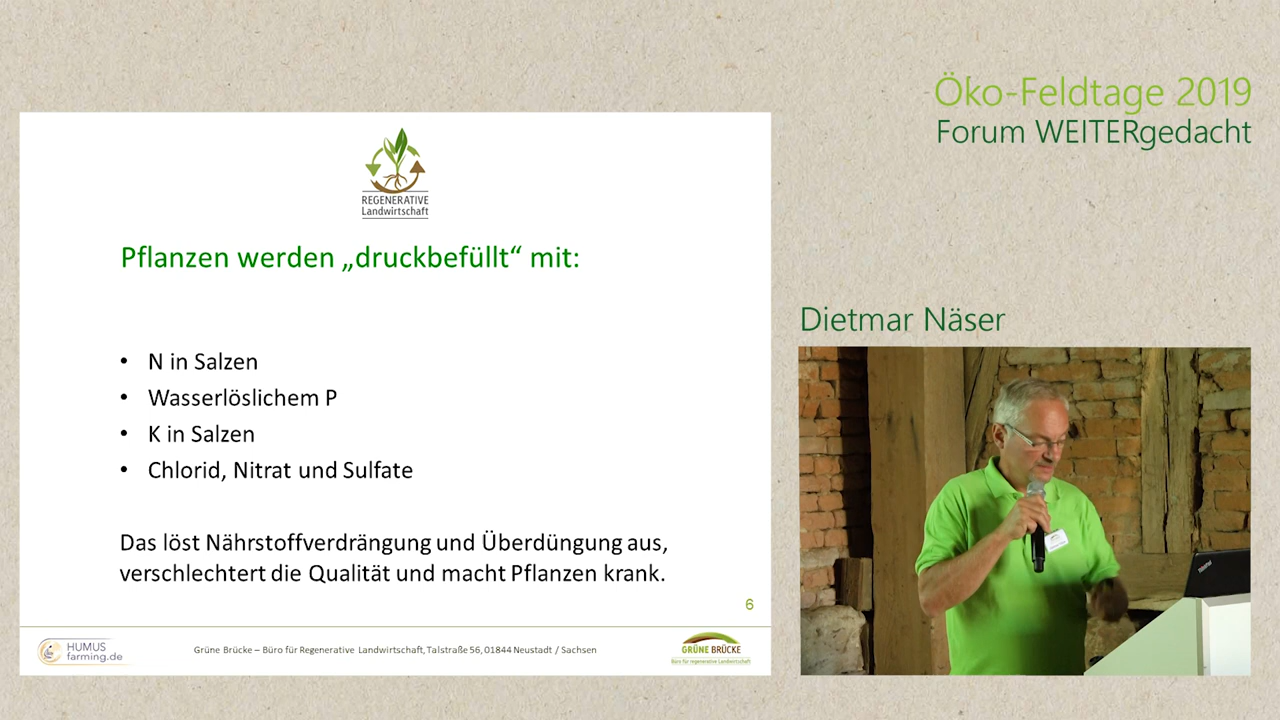 Öko-Feldtage 2019
Forum WEITERgedacht
REGENERATIVE
Landwirtschaft
Pflanzen werden „druckbefüllt“ mit:
• N in Salzen
• Wasserlöslichem P
• K in Salzen
• Chlorid, Nitrat und Sulfate
Das löst Nährstoffverdrängung und Überdüngung aus,
verschlechtert die Qualität und macht Pflanzen krank.
6
HUMUS
farming.de
Grüne Brücke – Büro für Regenerative Landwirtschaft, Talstraße 56, 01844 Neustadt / Sachsen
GRÜNE BRÜCKE
Büro für regenerative Landwirtschaft
Dietmar Näser
ThinkPad